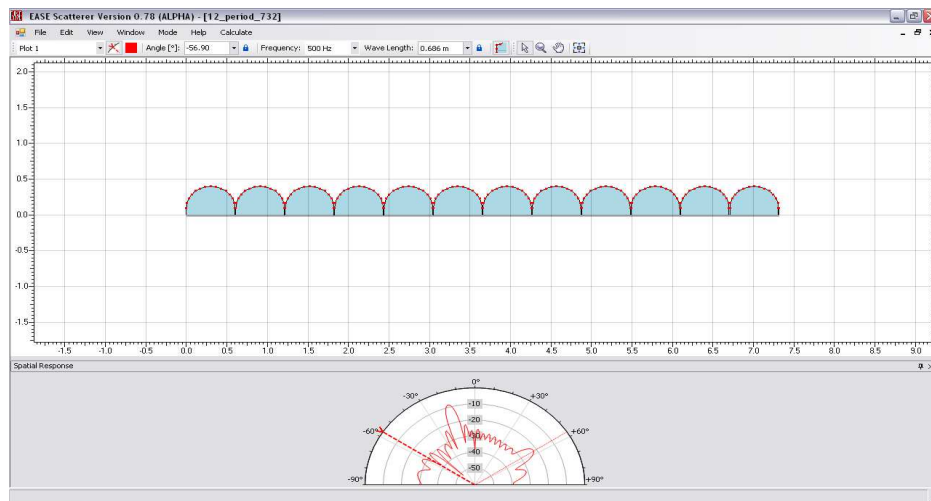 EASE Scatterer Version 0.78 (ALPHA) - [12_period_732]
File Edit View Window Mode Help Calculate
Plot 1 Angle [°]: -56.90 Frequency: 500 Hz Wave Length: 0.686 m
2.0
1.5
1.0
0.5
0.0
-0.5
-1.0
-1.5
-1.5 -1.0 -0.5 0.0 0.5 1.0 1.5 2.0 2.5 3.0 3.5 4.0 4.5 5.0 5.5 6.0 6.5 7.0 7.5 8.0 8.5 9.0
Spatial Response
0°
-30° +30°
-10
-20
-60° -30 +60°
-40
-50
-90° +90°